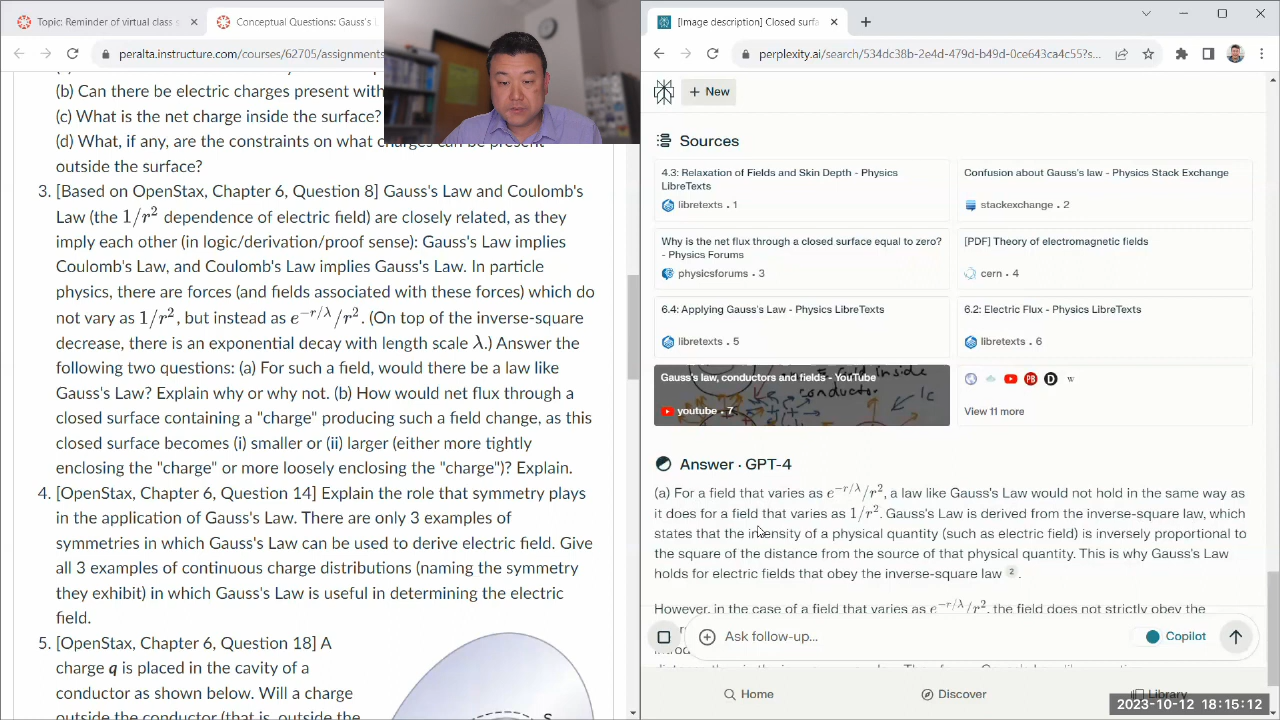 Topic: Reminder of virtual class s
Conceptual Questions: Gauss's L
peralta.instructure.com/courses/62705/assignments
(b) Can there be electric charges present with
(c) What is the net charge inside the surface?
(d) What, if any, are the constraints on what charges can be present
outside the surface?
3. [Based on OpenStax, Chapter 6, Question 8] Gauss's Law and Coulomb's
Law (the 1/r² dependence of electric field) are closely related, as they
imply each other (in logic/derivation/proof sense): Gauss's Law implies
Coulomb's Law, and Coulomb's Law implies Gauss's Law. In particle
physics, there are forces (and fields associated with these forces) which do
not vary as 1/r², but instead as e^{-r/λ}/r². (On top of the inverse-square
decrease, there is an exponential decay with length scale λ.) Answer the
following two questions: (a) For such a field, would there be a law like
Gauss's Law? Explain why or why not. (b) How would net flux through a
closed surface containing a "charge" producing such a field change, as this
closed surface becomes (i) smaller or (ii) larger (either more tightly
enclosing the "charge" or more loosely enclosing the "charge")? Explain.
4. [OpenStax, Chapter 6, Question 14] Explain the role that symmetry plays
in the application of Gauss's Law. There are only 3 examples of
symmetries in which Gauss's Law can be used to derive electric field. Give
all 3 examples of continuous charge distributions (naming the symmetry
they exhibit) in which Gauss's Law is useful in determining the electric
field.
5. [OpenStax, Chapter 6, Question 18] A
charge q is placed in the cavity of a
conductor as shown below. Will a charge
outside the conductor (that is, outside the
S
[Image description] Closed surfa
perplexity.ai/search/534dc38b-2e4d-479d-b49d-0ce643ca4c55...
+ New
Sources
4.3: Relaxation of Fields and Skin Depth - Physics
LibreTexts
libretexts · 1
Confusion about Gauss's law - Physics Stack Exchange
stackexchange · 2
Why is the net flux through a closed surface equal to zero?
- Physics Forums
physicsforums · 3
[PDF] Theory of electromagnetic fields
cern · 4
6.4: Applying Gauss's Law - Physics LibreTexts
libretexts · 5
6.2: Electric Flux - Physics LibreTexts
libretexts · 6
Gauss's law, conductors and fields - YouTube
youtube · 7
View 11 more
Answer · GPT-4
(a) For a field that varies as e^{-r/λ}/r², a law like Gauss's Law would not hold in the same way as
it does for a field that varies as 1/r². Gauss's Law is derived from the inverse-square law, which
states that the intensity of a physical quantity (such as electric field) is inversely proportional to
the square of the distance from the source of that physical quantity. This is why Gauss's Law
holds for electric fields that obey the inverse-square law 2.
However, in the case of a field that varies as e^{-r/λ}/r², the field does not strictly obey the
Ask follow-up...
Copilot
Home
Discover
Library
2023-10-12 18:15:12